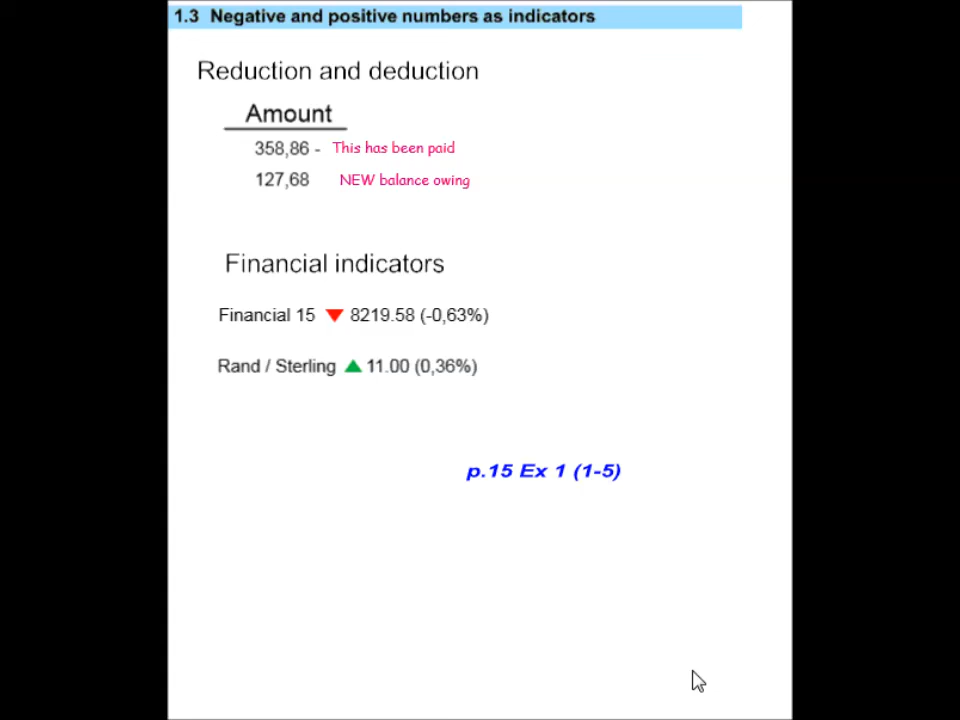 1.3 Negative and positive numbers as indicators
Reduction and deduction
Amount
358,86 - This has been paid
127,68 NEW balance owing
Financial indicators
Financial 15 ▼ 8219.58 (-0,63%)
Rand / Sterling ▲ 11.00 (0,36%)
p.15 Ex 1 (1-5)